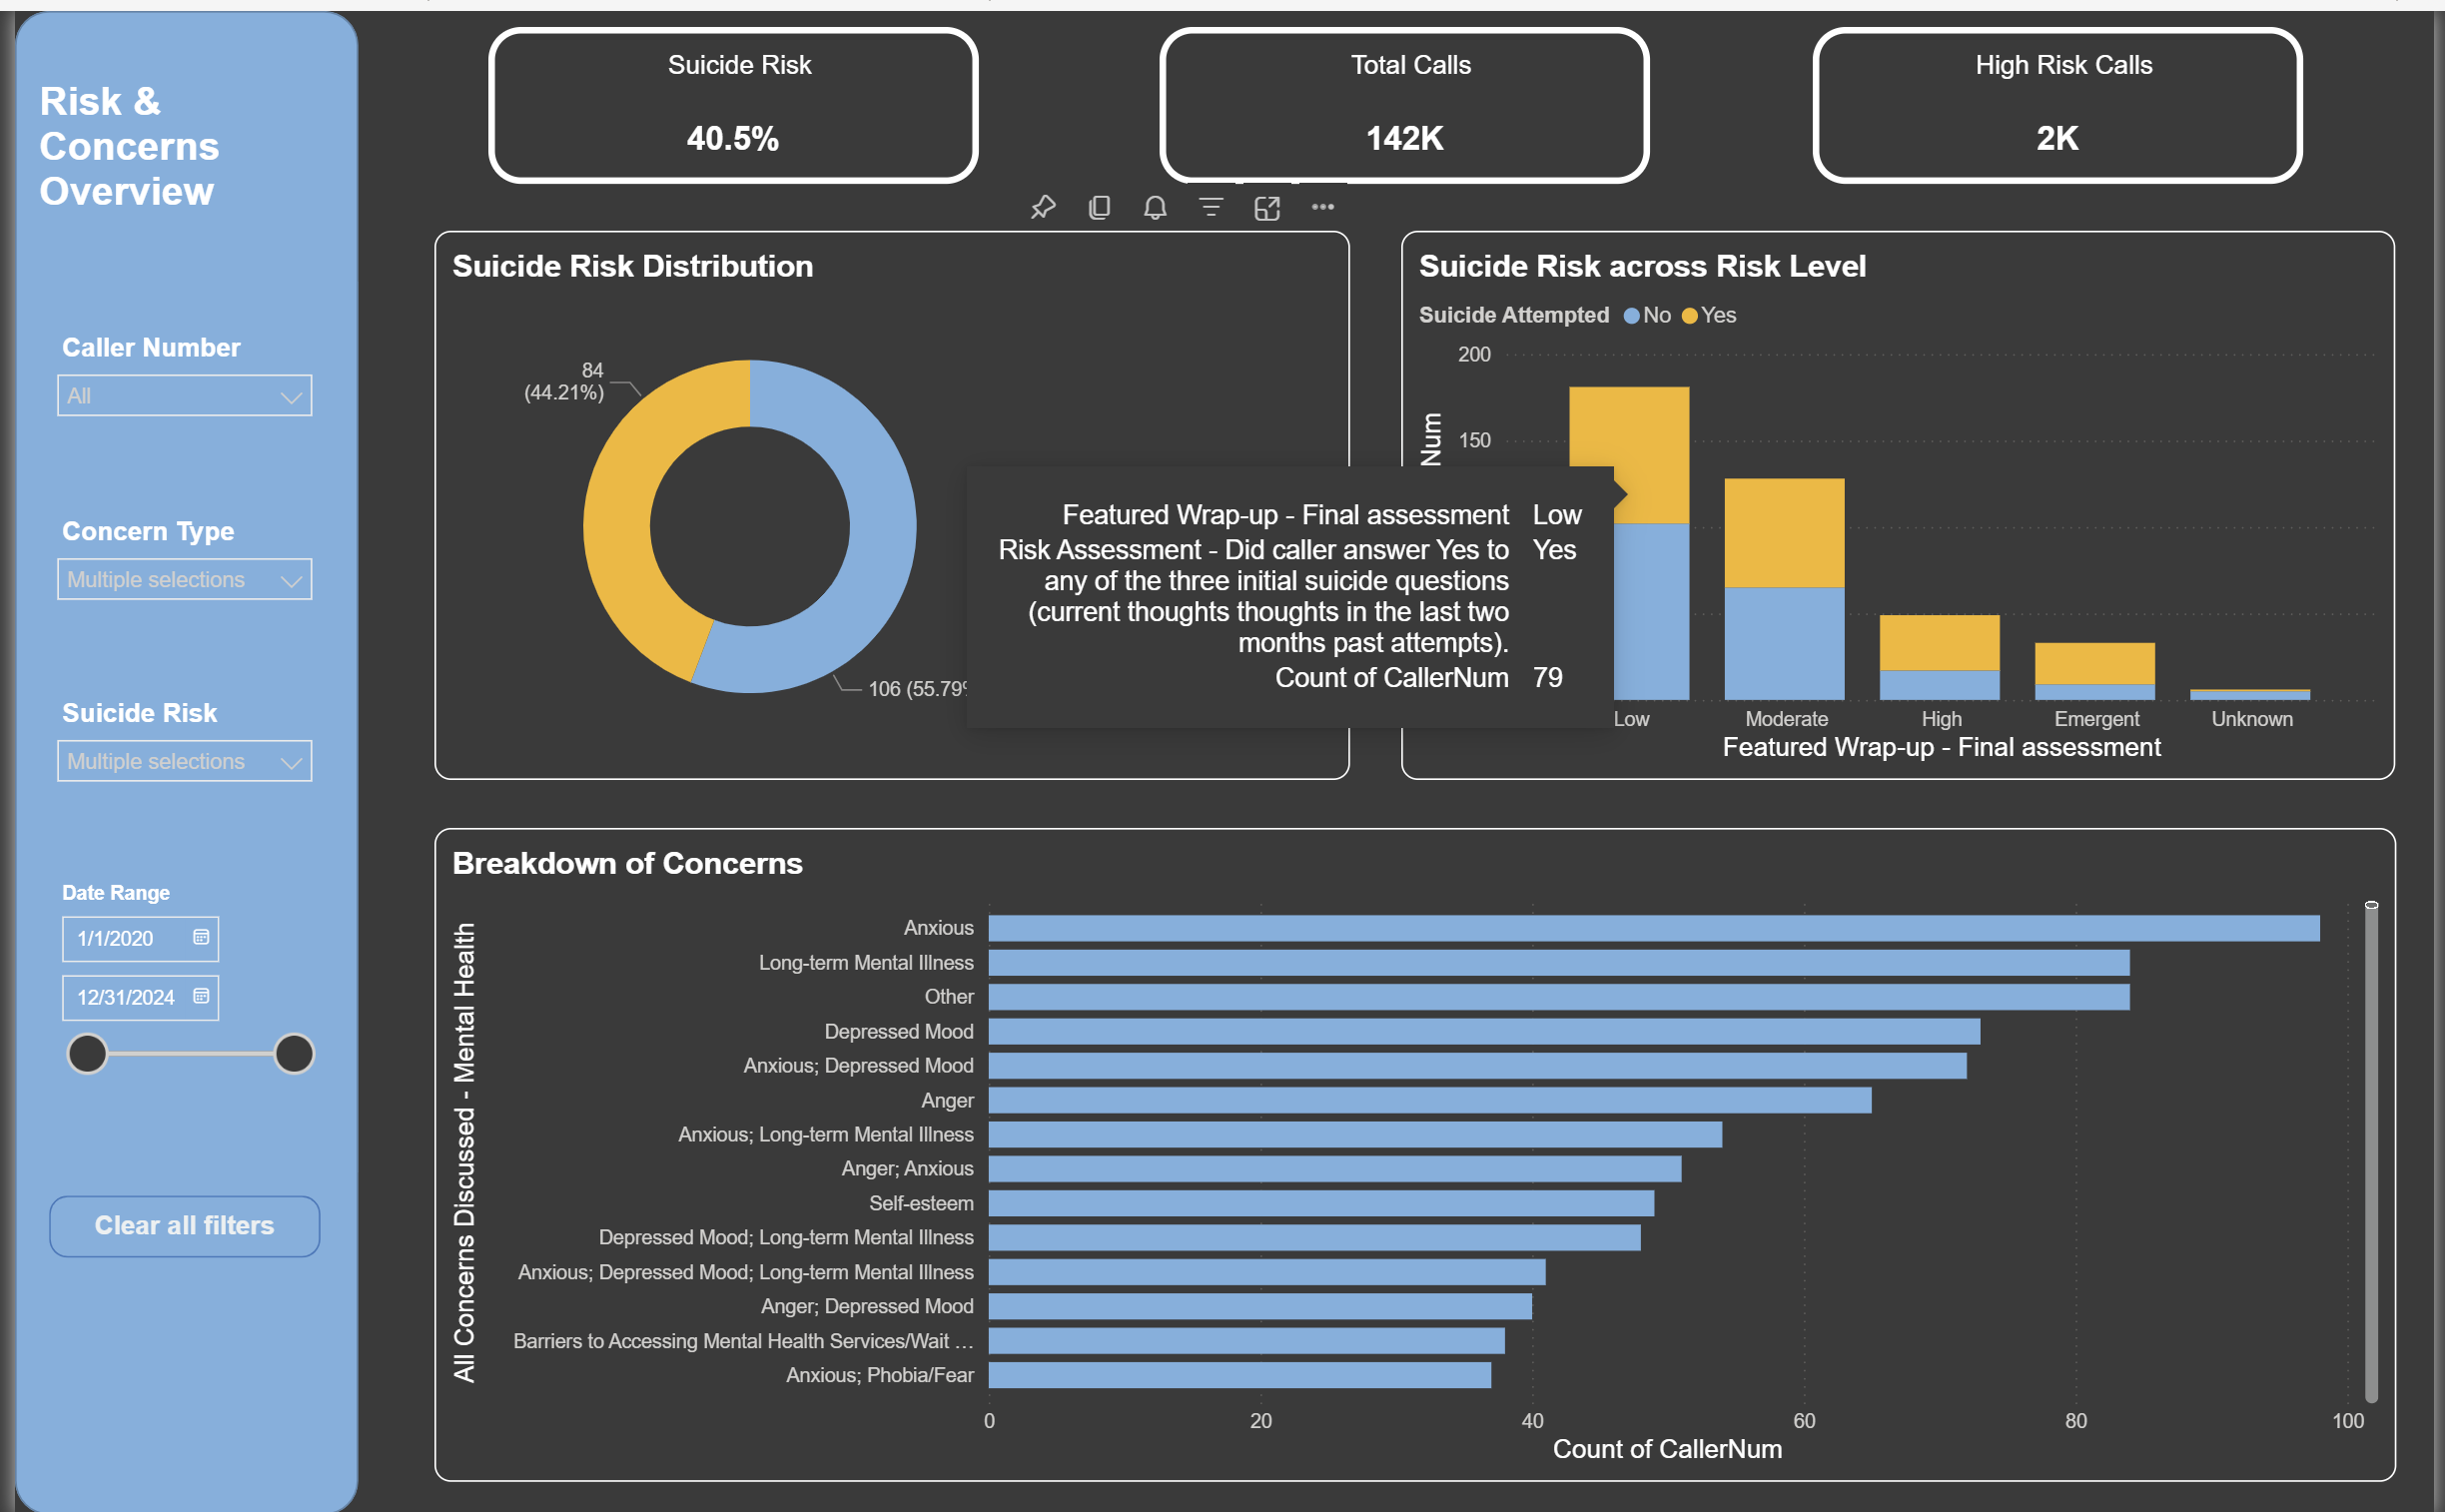 Risk &
Concerns
Overview
Caller Number
All
Concern Type
Multiple selections
Suicide Risk
Multiple selections
Date Range
1/1/2020
12/31/2024
Clear all filters
Suicide Risk
40.5%
Total Calls
142K
High Risk Calls
2K
Suicide Risk Distribution
84
(44.21%)
106 (55.79
Suicide Risk across Risk Level
Suicide Attempted No Yes
200
150
Num
Featured Wrap-up - Final assessment Low
Risk Assessment - Did caller answer Yes to Yes
any of the three initial suicide questions
(current thoughts thoughts in the last two
months past attempts).
Count of CallerNum 79
Low Moderate High Emergent Unknown
Featured Wrap-up - Final assessment
Breakdown of Concerns
All Concerns Discussed - Mental Health
Anxious
Long-term Mental Illness
Other
Depressed Mood
Anxious; Depressed Mood
Anger
Anxious; Long-term Mental Illness
Anger; Anxious
Self-esteem
Depressed Mood; Long-term Mental Illness
Anxious; Depressed Mood; Long-term Mental Illness
Anger; Depressed Mood
Barriers to Accessing Mental Health Services/Wait …
Anxious; Phobia/Fear
0 20 40 60 80 100
Count of CallerNum